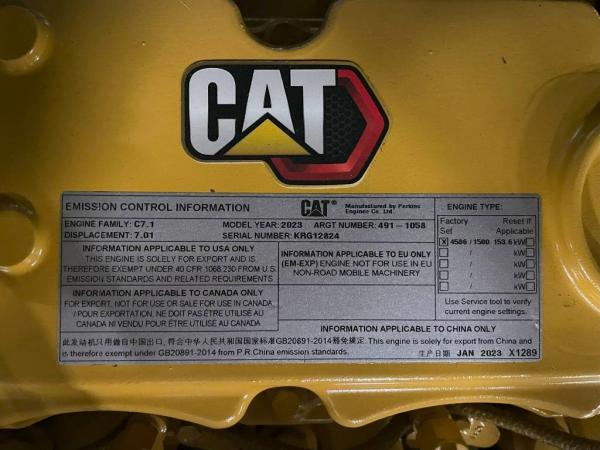 CAT
EMISSION CONTROL INFORMATION
CAT® Manufactured by Perkins
Engines Co. Ltd.
ENGINE TYPE:
ENGINE FAMILY: C7.1 MODEL YEAR: 2023 ARGT NUMBER: 491-1058
DISPLACEMENT: 7.01 SERIAL NUMBER: KRG12824
Factory Reset if
Set Applicable
X 4586 / 1500 153.6 kW
/ kW
/ kW
/ kW
/ kW
Use Service tool to verify
current engine settings.
INFORMATION APPLICABLE TO USA ONLY
THIS ENGINE IS SOLELY FOR EXPORT AND IS
THEREFORE EXEMPT UNDER 40 CFR 1068.230 FROM U.S.
EMISSION STANDARDS AND RELATED REQUIREMENTS
INFORMATION APPLICABLE TO EU ONLY
(EM-EXP) ENGINE NOT FOR USE IN EU
NON-ROAD MOBILE MACHINERY
INFORMATION APPLICABLE TO CANADA ONLY
FOR EXPORT, NOT FOR USE OR SALE FOR USE IN CANADA
/ POUR EXPORTATION, NE DOIT PAS ÊTRE UTILISÉ AU
CANADA NI VENDU POUR ÊTRE UTILISÉ AU CANADA
INFORMATION APPLICABLE TO CHINA ONLY
此发动机只用做自中国出口, 符合中华人民共和国国家标准GB20891-2014豁免规定. This engine is solely for export from China and
is therefore exempt under GB20891-2014 from P.R.China emission standards. 生产日期 JAN 2023 X1289